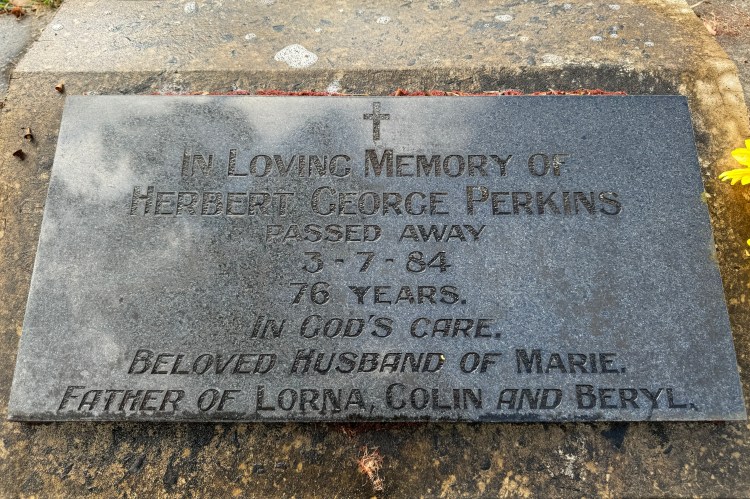 In Loving Memory of
Herbert George Perkins
passed away
3-7-84
76 years.
In God's care.
Beloved Husband of Marie.
Father of Lorna, Colin and Beryl.